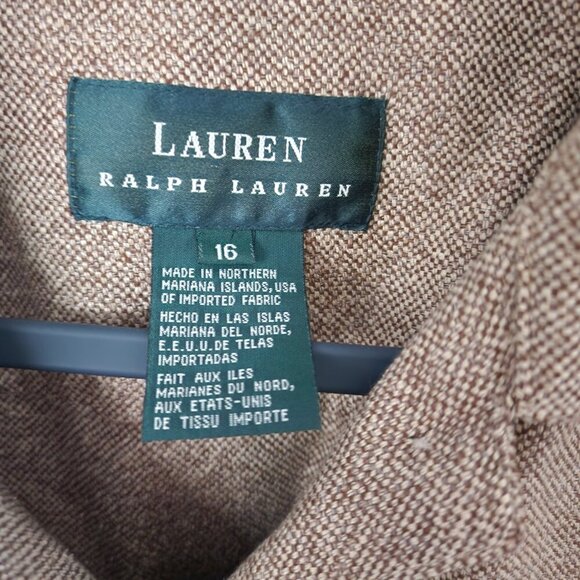 LAUREN
RALPH LAUREN
16
MADE IN NORTHERN
MARIANA ISLANDS, USA
OF IMPORTED FABRIC
HECHO EN LAS ISLAS
MARIANA DEL NORDE,
E.E.U.U.DE TELAS
IMPORTADAS
FAIT AUX ILES
MARIANES DU NORD,
AUX ETATS-UNIS
DE TISSU IMPORTE